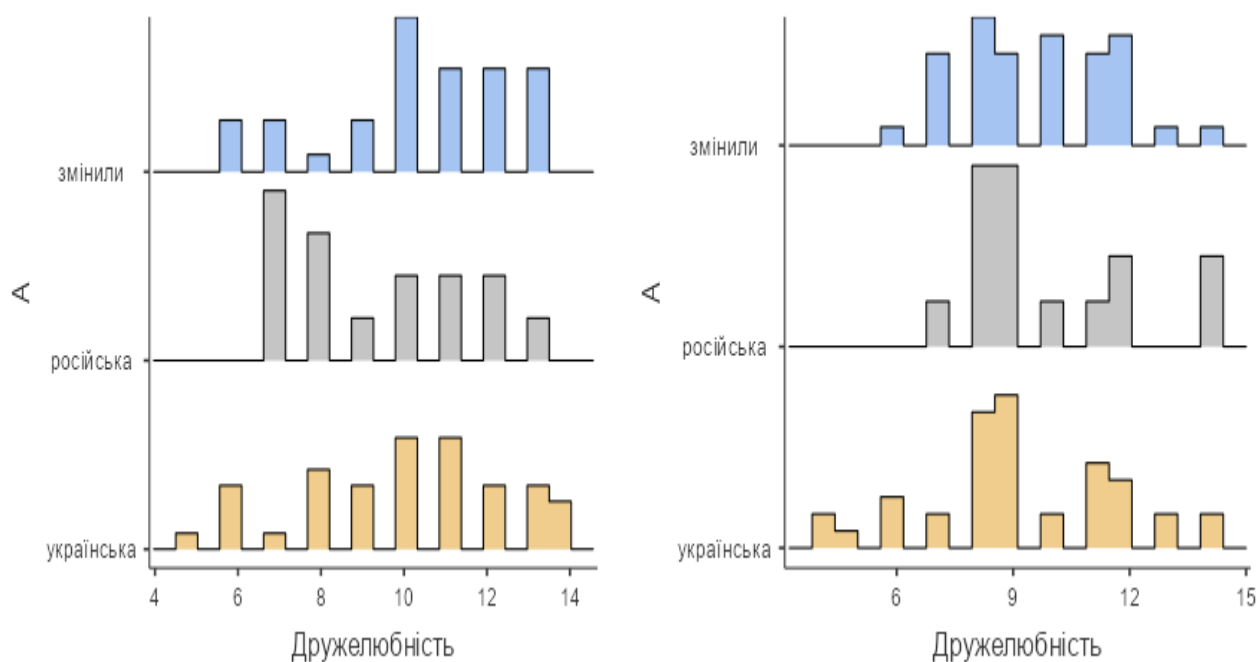 A
змінили
російська
українська
4 6 8 10 12 14
Дружелюбність
A
змінили
російська
українська
6 9 12 15
Дружелюбність